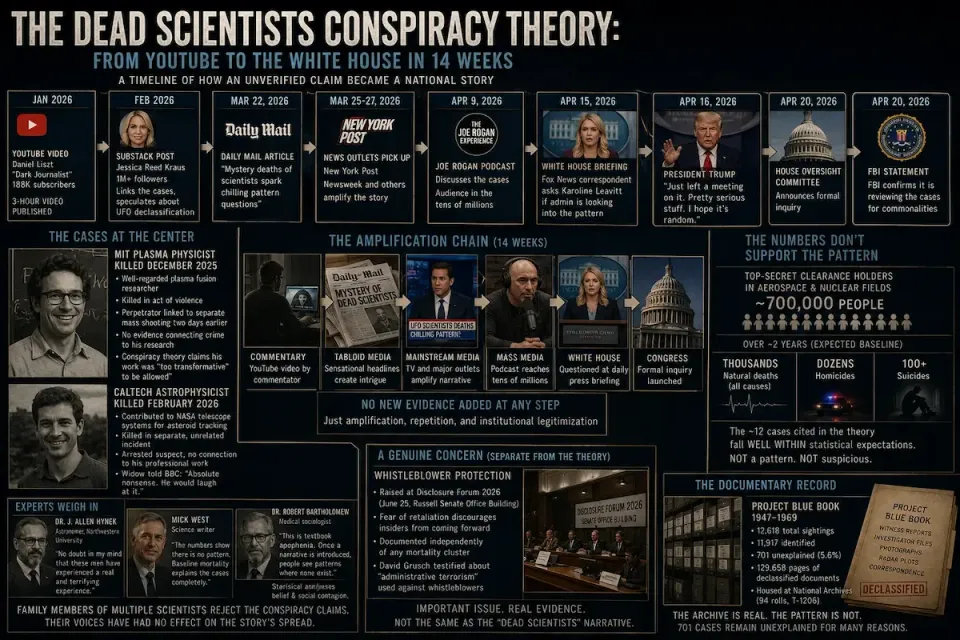 THE DEAD SCIENTISTS CONSPIRACY THEORY:
FROM YOUTUBE TO THE WHITE HOUSE IN 14 WEEKS
A TIMELINE OF HOW AN UNVERIFIED CLAIM BECAME A NATIONAL STORY
JAN 2026
YOUTUBE VIDEO
Daniel Liszt
"Dark Journalist"
188K SUBSCRIBERS
3-HOUR VIDEO
PUBLISHED
FEB 2026
SUBSTACK POST
Jessica Reed Kraus
1M+ followers
Links the cases,
speculates about
UFO declassification
MAR 22, 2026
Daily Mail
DAILY MAIL ARTICLE
"Mystery deaths of
scientists spark
chilling pattern
questions"
MAR 25-27, 2026
NEW YORK
POST
NEWS OUTLETS PICK UP
New York Post
Newsweek and others
amplify the story
APR 9, 2026
THE
JOE ROGAN
EXPERIENCE
JOE ROGAN PODCAST
Discusses the cases
Audience in the
tens of millions
APR 15, 2026
WHITE HOUSE BRIEFING
Fox News correspondent
asks Karoline Leavitt
if admin is looking
into the pattern
APR 16, 2026
PRESIDENT TRUMP
"Just left a meeting
on it. Pretty serious
stuff. I hope it's
random."
APR 20, 2026
HOUSE OVERSIGHT
COMMITTEE
Announces formal
inquiry
APR 20, 2026
FBI STATEMENT
FBI confirms it is
reviewing the cases
for commonalities
THE CASES AT THE CENTER
MIT PLASMA PHYSICIST
KILLED DECEMBER 2025
• Well-regarded plasma fusion
researcher
• Killed in act of violence
• Perpetrator linked to separate
mass shooting two days earlier
• No evidence connecting crime
to his research
• Conspiracy theory claims his
work was "too transformative"
to be allowed"
CALTECH ASTROPHYSICIST
KILLED FEBRUARY 2026
• Contributed to NASA telescope
systems for asteroid tracking
• Killed in separate, unrelated
incident
• Arrested suspect, no connection
to his professional work
• Widow told BBC: "Absolute
nonsense. He would laugh
at it."
THE AMPLIFICATION CHAIN (14 WEEKS)
Daily-Mail
MYSTERY OF
DEAD SCIENTISTS
UFO SCIENTISTS DEATHS
CHILLING PATTERN?
COMMENTARY
YouTube video by
commentator
TABLOID MEDIA
Sensational headlines
create intrigue
MAINSTREAM MEDIA
TV and major outlets
amplify narrative
MASS MEDIA
Podcast reaches
tens of millions
WHITE HOUSE
Questioned at daily
press briefing
CONGRESS
Formal inquiry
launched
NO NEW EVIDENCE ADDED AT ANY STEP
Just amplification, repetition, and institutional legitimization
THE NUMBERS DON'T
SUPPORT THE PATTERN
TOP-SECRET CLEARANCE HOLDERS
IN AEROSPACE & NUCLEAR FIELDS
~700,000 PEOPLE
OVER ~2 YEARS (EXPECTED BASELINE)
THOUSANDS
Natural deaths
(all causes)
DOZENS
Homicides
100+
Suicides
The ~12 cases cited in the theory
fall WELL WITHIN statistical expectations.
NOT a pattern. NOT suspicious.
EXPERTS WEIGH IN
DR. J. ALLEN HYNEK
Astronomer, Northwestern
University
"No doubt in my mind
that these men have
experienced a real
and terrifying
experience."
MICK WEST
Science writer
"The numbers
show there is
no pattern.
Baseline mortality
explains the cases
completely."
DR. ROBERT BARTHOLOMEN
Medical sociologist
"This is textbook
apophenia. Once a
narrative is introduced,
people see patterns
where none exist."
belief & social contagion.
FAMILY MEMBERS OF MULTIPLE SCIENTISTS REJECT THE CONSPIRACY CLAIMS.
THEIR VOICES HAVE HAD NO EFFECT ON THE STORY'S SPREAD.
A GENUINE CONCERN (SEPARATE FROM THE THEORY)
WHISTLEBLOWER PROTECTION
• Raised at Disclosure Forum 2026
(June 25, Russell Senate Office Building)
• Fear of retaliation discourages
insiders from coming forward
• Documented independently
of any mortality cluster
• David Grusch testified about
"administrative terrorism"
used against whistleblowers
DISCLOSURE FORUM 2026
SENATE OFFICE BUILDING
IMPORTANT ISSUE. REAL EVIDENCE.
NOT THE SAME AS THE "DEAD SCIENTISTS" NARRATIVE.
THE DOCUMENTARY RECORD
PROJECT BLUE BOOK
1947–1969
• 12,618 total sightings
• 11,917 identified
• 701 unexplained (5.6%)
• 129,658 pages of
declassified documents
• Housed at National Archives
(94 rolls, T-1206)
PROJECT
BLUE BOOK
WITNESS REPORTS
INVESTIGATOR FILES
PHOTOGRAPHS
RADAR PLOTS
CORRESPONDENCE
DECLASSIFIED
THE ARCHIVE IS REAL. THE PATTERN IS NOT.
701 CASES REMAIN UNEXPLAINED FOR MANY REASONS.